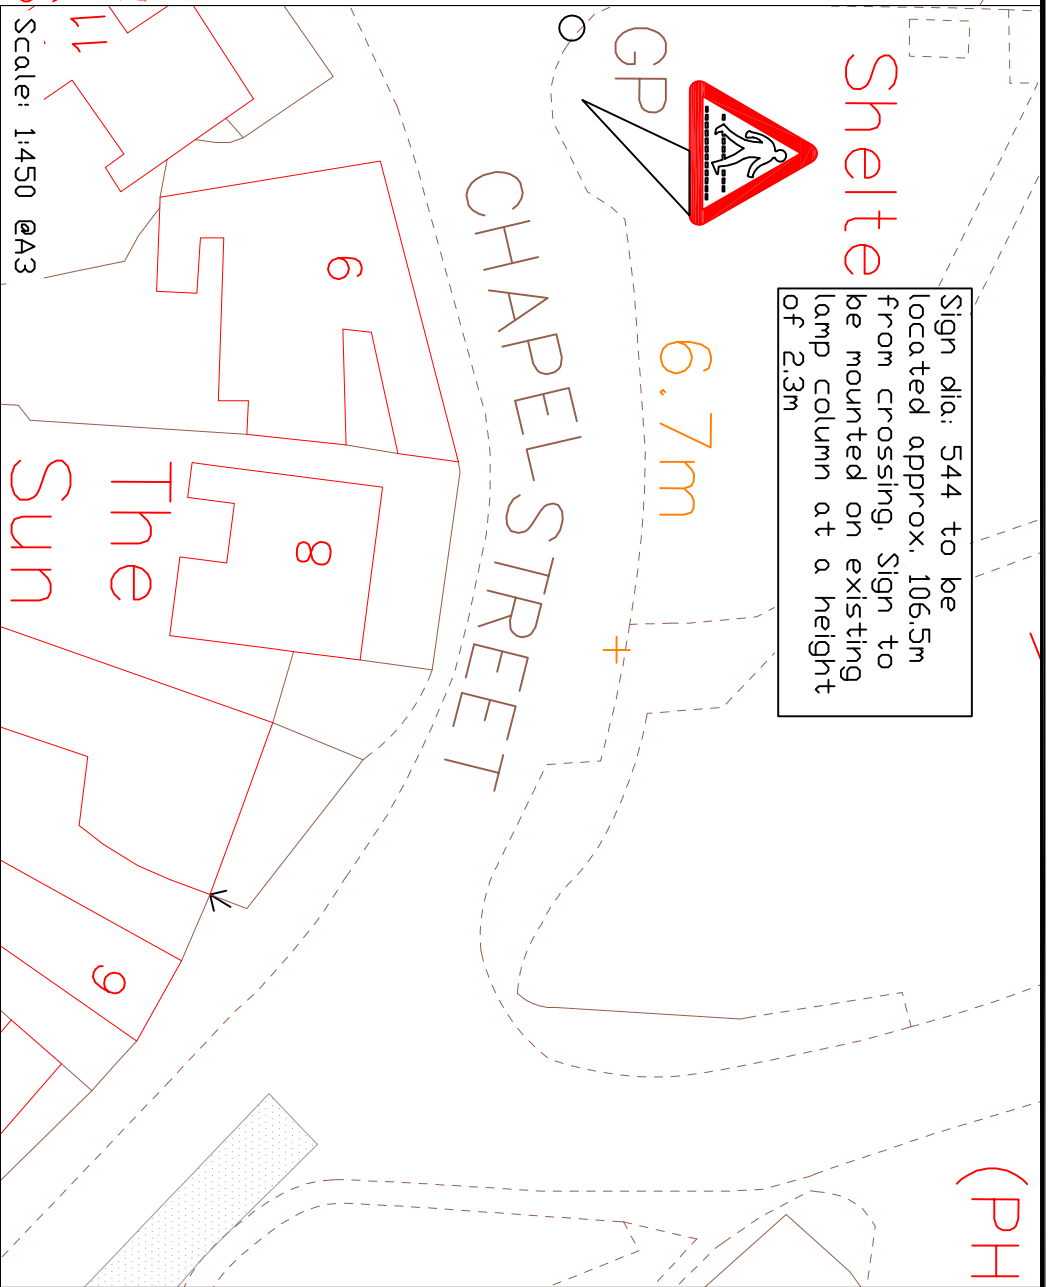 Shelte
GP
Sign dia: 544 to be
located approx. 106.5m
from crossing. Sign to
be mounted on existing
lamp column at a height
of 2.3m
6.7m
CHAPEL STREET
(PH
11
6
8
The
Sun
9
Scale: 1:450 @A3